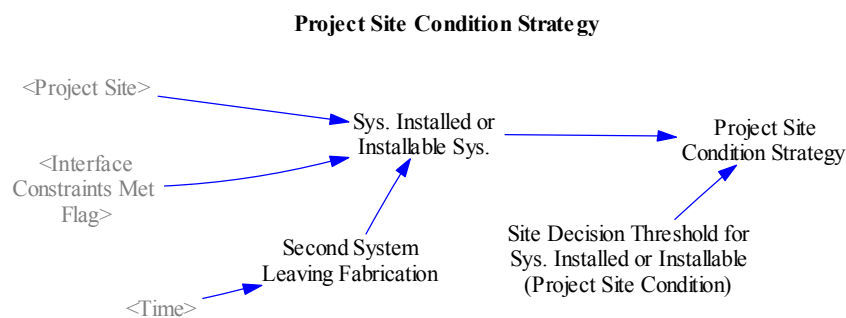 Project Site Condition Strategy
<Project Site>
Sys. Installed or
Installable Sys.
Project Site
Condition Strategy
<Interface
Constraints Met
Flag>
Second System
Leaving Fabrication
Site Decision Threshold for
Sys. Installed or Installable
(Project Site Condition)
<Time>